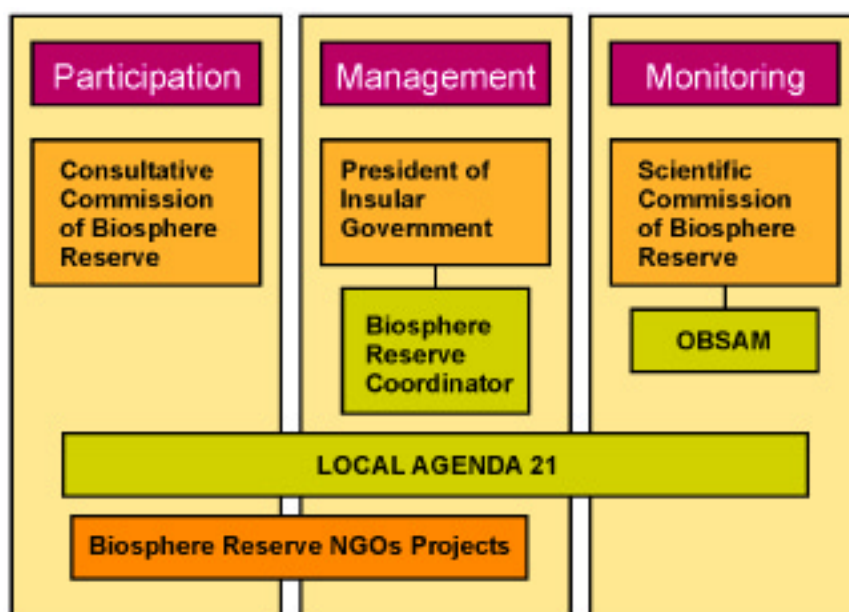 Participation
Management
Monitoring
Consultative
Commission
of Biosphere
Reserve
President of
Insular
Government
Scientific
Commission
of Biosphere
Reserve
Biosphere
Reserve
Coordinator
OBSAM
LOCAL AGENDA 21
Biosphere Reserve NGOs Projects